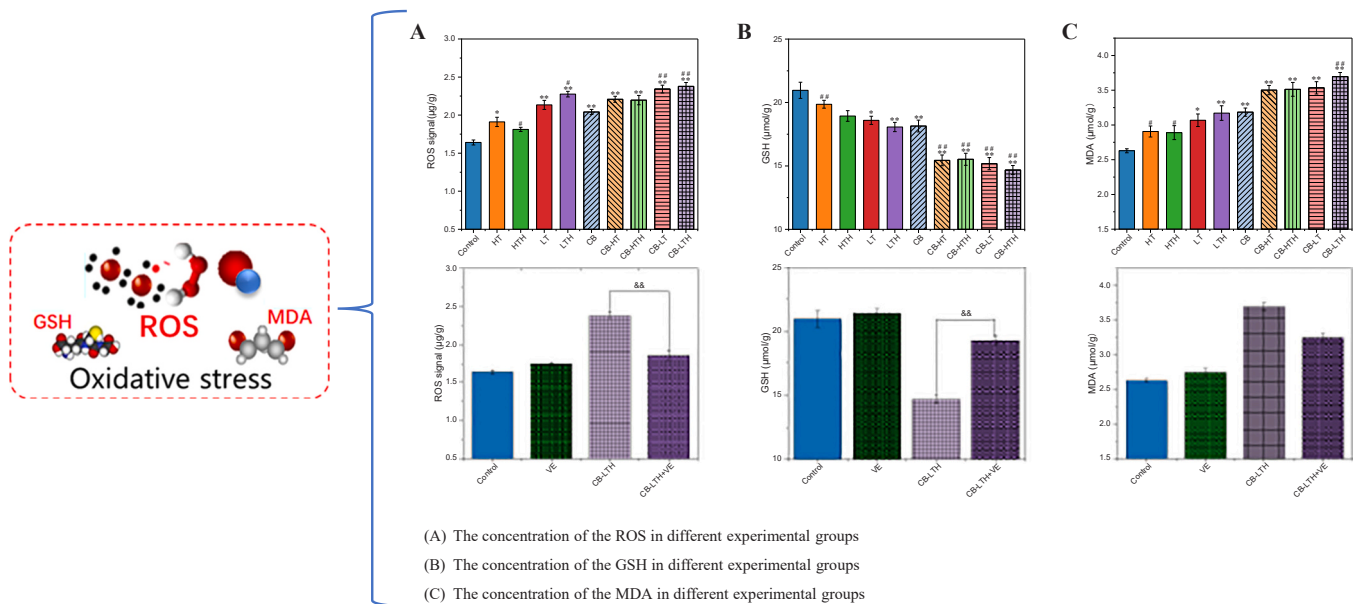 GSH
ROS
MDA
Oxidative stress
A
ROS signal (μg/g)
3.0
2.5
2.0
1.5
1.0
0.5
*
#
**
#
**
**
**
**
##
**
##
**
Control
HT
HTH
LT
LTH
CB
CB-HT
CB-HTH
CB-LT
CB-LTH
B
GSH (μmol/g)
25
20
15
10
##
*
**
**
##
**
##
**
##
**
##
**
Control
HT
HTH
LT
LTH
CB
CB-HT
CB-HTH
CB-LT
CB-HTH
C
MDA (μmol/g)
4.0
3.5
3.0
2.5
2.0
1.5
#
#
*
**
**
**
**
**
##
**
Control
HT
HTH
LT
LTH
CB
CB-HT
CB-HTH
CB-LT
CB-LTH
ROS signal (μg/g)
3.0
2.5
2.0
1.5
1.0
0.5
&&
Control
VE
CB-LTH
CB-LTH+VE
GSH (μmol/g)
25
20
15
10
&&
Control
VE
CB-LTH
CB-LTH+VE
MDA (μmol/g)
4.0
3.5
3.0
2.5
2.0
1.5
Control
VE
CB-LTH
CB-LTH+VE
(A) The concentration of the ROS in different experimental groups
(B) The concentration of the GSH in different experimental groups
(C) The concentration of the MDA in different experimental groups